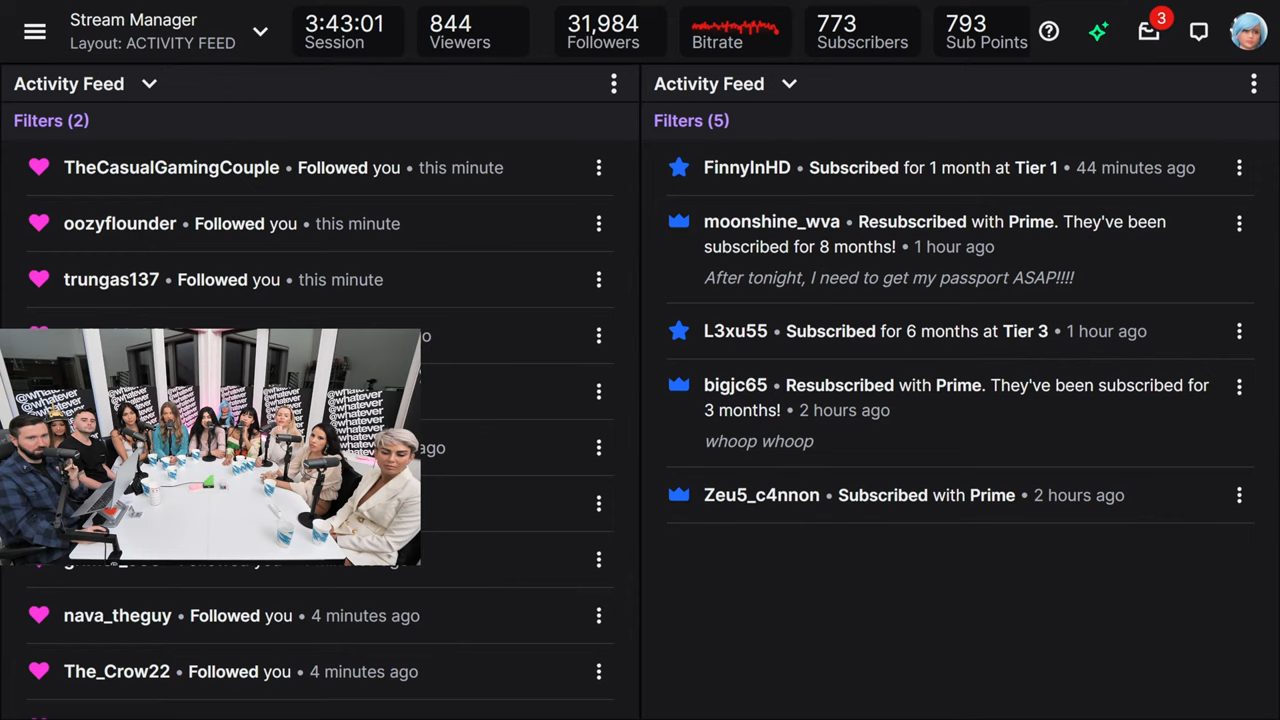 Stream Manager
Layout: ACTIVITY FEED
3:43:01
Session
844
Viewers
31,984
Followers
Bitrate
773
Subscribers
793
Sub Points
3
Activity Feed
Filters (2)
TheCasualGamingCouple • Followed you • this minute
oozyflounder • Followed you • this minute
trungas137 • Followed you • this minute
o
ago
@whatever
@whatever
@whatever
@whatever
@whatever
nava_theguy • Followed you • 4 minutes ago
The_Crow22 • Followed you • 4 minutes ago
Activity Feed
Filters (5)
FinnyInHD • Subscribed for 1 month at Tier 1 • 44 minutes ago
moonshine_wva • Resubscribed with Prime. They've been
subscribed for 8 months! • 1 hour ago
After tonight, I need to get my passport ASAP!!!!
L3xu55 • Subscribed for 6 months at Tier 3 • 1 hour ago
bigjc65 • Resubscribed with Prime. They've been subscribed for
3 months! • 2 hours ago
whoop whoop
Zeu5_c4nnon • Subscribed with Prime • 2 hours ago